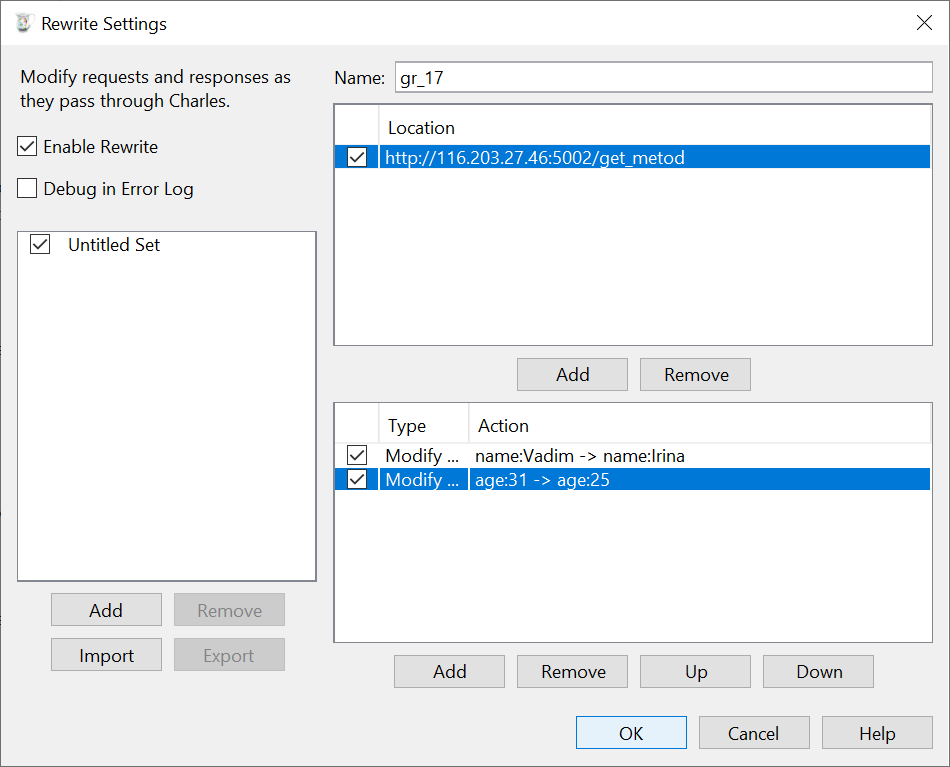 Rewrite Settings
Modify requests and responses as
they pass through Charles.
Enable Rewrite
Debug in Error Log
Untitled Set
Add Remove
Import Export
Name: gr_17
Location
http://116.203.27.46:5002/get_metod
Add Remove
Type Action
Modify ... name:Vadim -> name:Irina
Modify ... age:31 -> age:25
Add Remove Up Down
OK Cancel Help